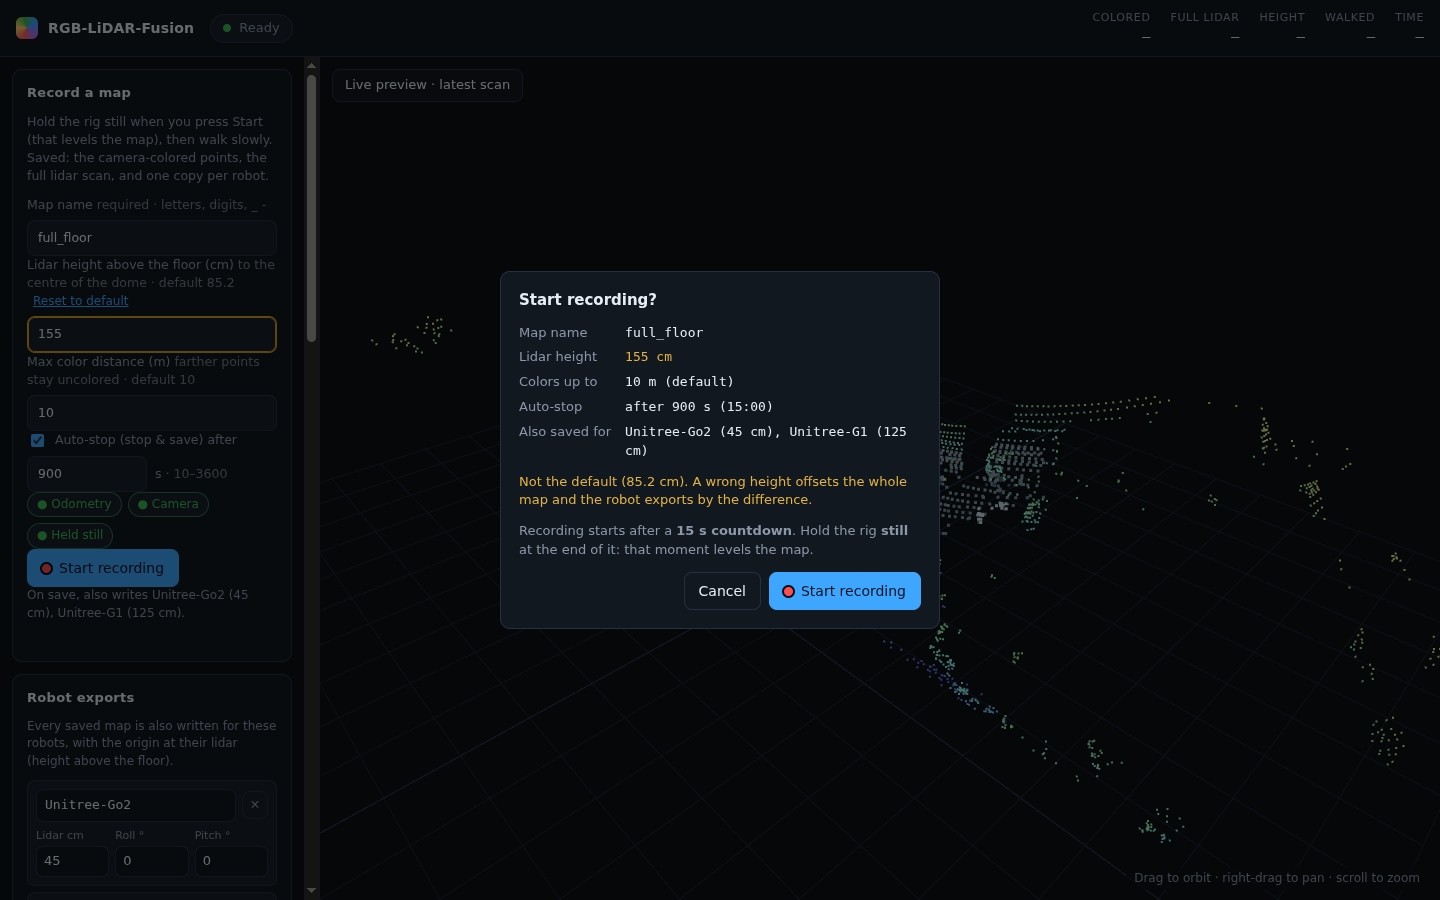 RGB-LiDAR-Fusion
Ready
COLORED FULL LIDAR HEIGHT WALKED TIME
— — — — —
Record a map
Hold the rig still when you press Start
(that levels the map), then walk slowly.
Saved: the camera-colored points, the
full lidar scan, and one copy per robot.
Map name required · letters, digits, _ -
full_floor
Lidar height above the floor (cm) to the
centre of the dome · default 85.2
Reset to default
155
Max color distance (m) farther points
stay uncolored · default 10
10
Auto-stop (stop & save) after
900 s · 10–3600
Odometry Camera
Held still
Start recording
On save, also writes Unitree-Go2 (45
cm), Unitree-G1 (125 cm).
Robot exports
Every saved map is also written for these
robots, with the origin at their lidar
(height above the floor).
Unitree-Go2 ×
Lidar cm Roll ° Pitch °
45 0 0
Live preview · latest scan
Start recording?
Map name full_floor
Lidar height 155 cm
Colors up to 10 m (default)
Auto-stop after 900 s (15:00)
Also saved for Unitree-Go2 (45 cm), Unitree-G1 (125
cm)
Not the default (85.2 cm). A wrong height offsets the whole
map and the robot exports by the difference.
Recording starts after a 15 s countdown. Hold the rig still
at the end of it: that moment levels the map.
Cancel Start recording
Drag to orbit · right-drag to pan · scroll to zoom